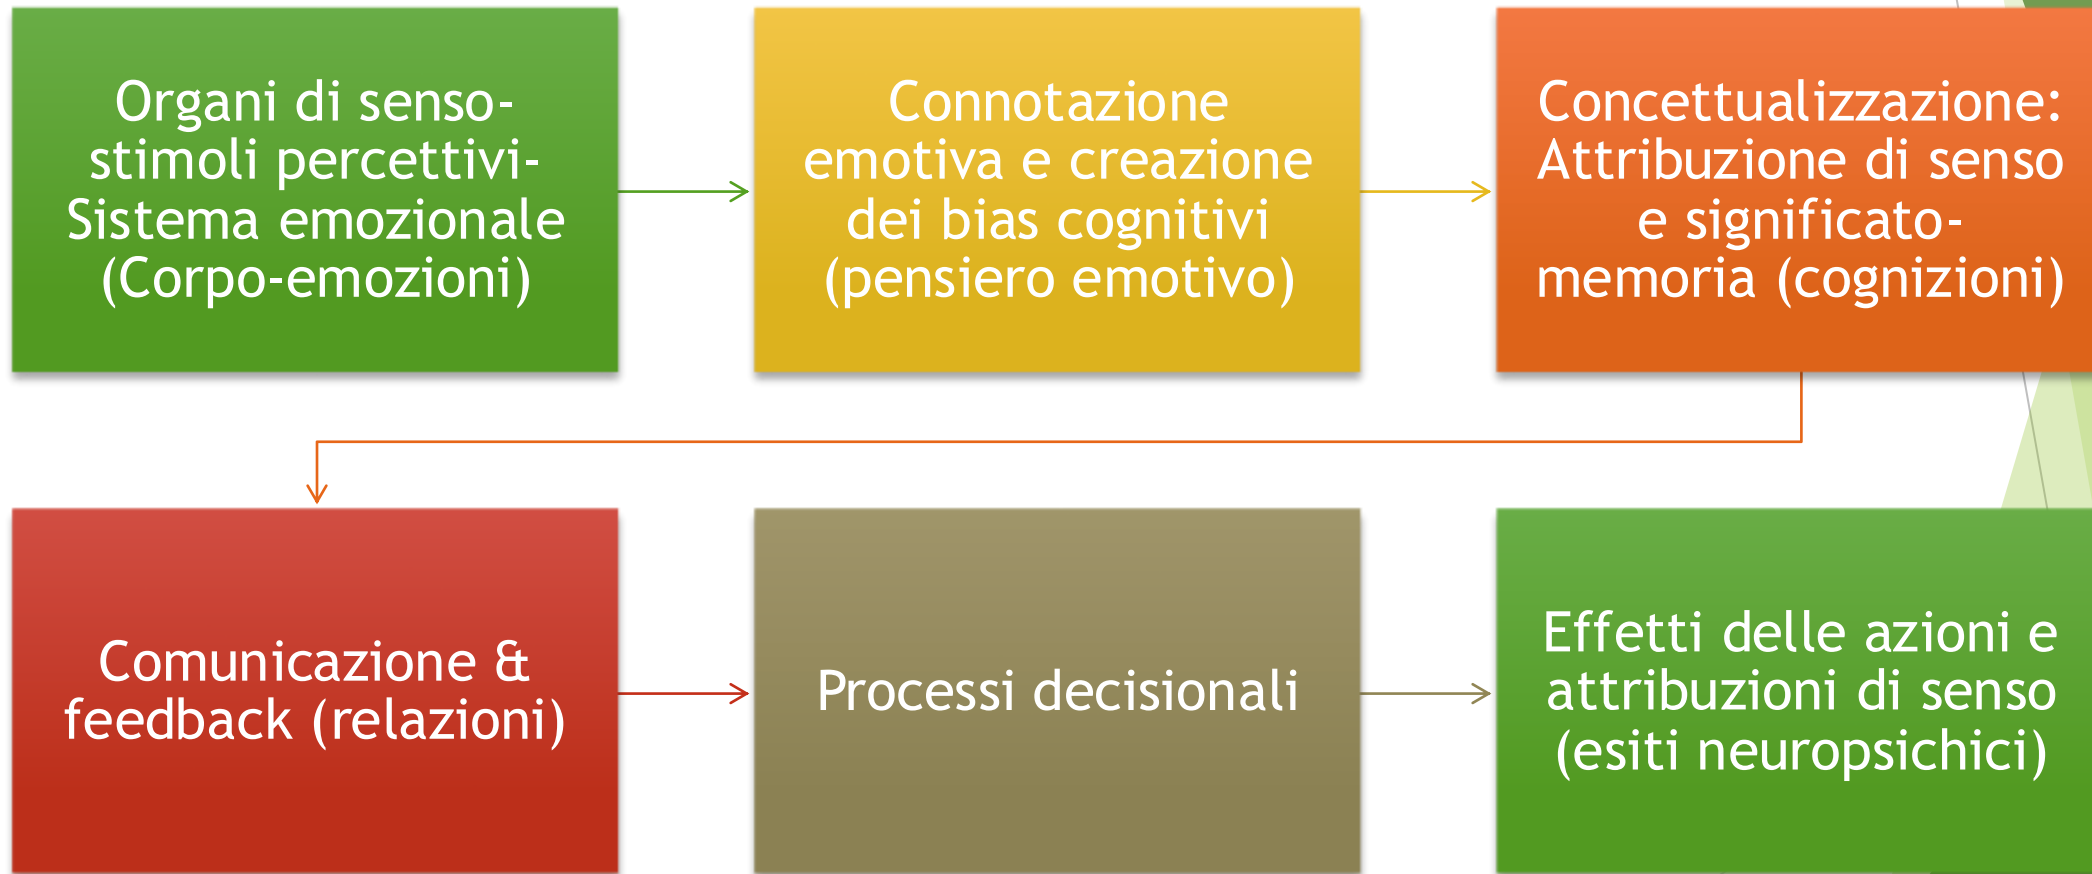 Organi di senso-
stimoli percettivi-
Sistema emozionale
(Corpo-emozioni)
Connotazione
emotiva e creazione
dei bias cognitivi
(pensiero emotivo)
Concettualizzazione:
Attribuzione di senso
e significato-
memoria (cognizioni)
Comunicazione &
feedback (relazioni)
Processi decisionali
Effetti delle azioni e
attribuzioni di senso
(esiti neuropsichici)